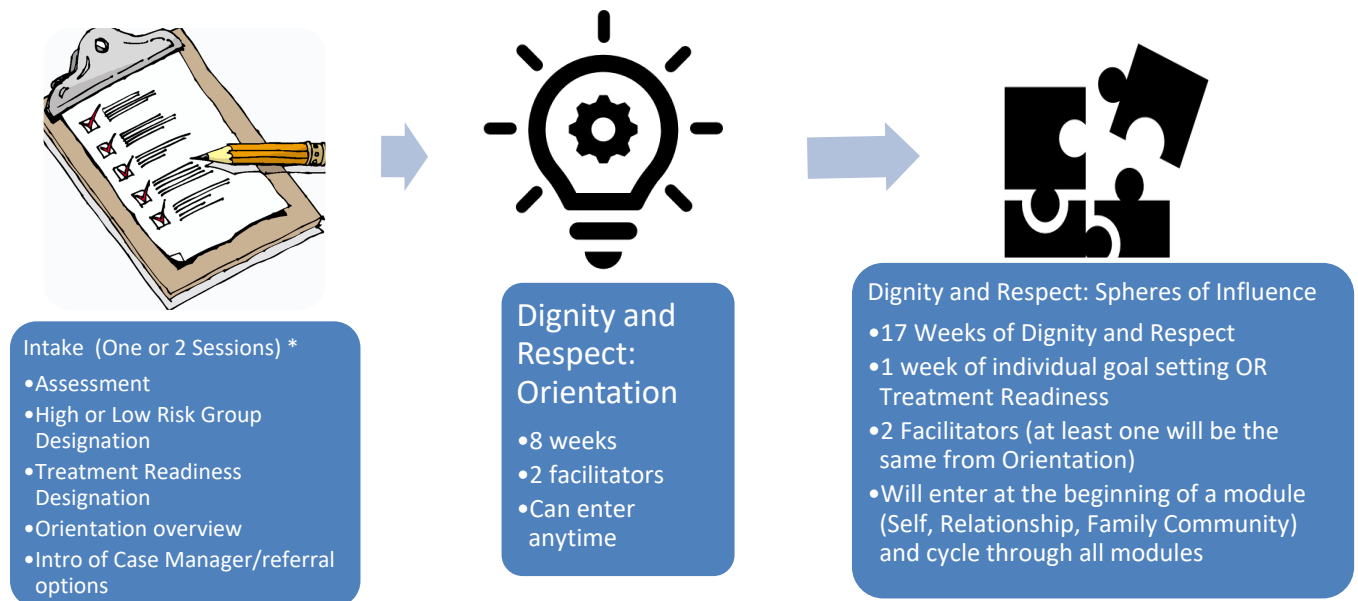 Intake (One or 2 Sessions) *
•Assessment
•High or Low Risk Group
Designation
•Treatment Readiness
Designation
•Orientation overview
•Intro of Case Manager/referral
options
Dignity and
Respect:
Orientation
•8 weeks
•2 facilitators
•Can enter
anytime
Dignity and Respect: Spheres of Influence
•17 Weeks of Dignity and Respect
•1 week of individual goal setting OR
Treatment Readiness
•2 Facilitators (at least one will be the
same from Orientation)
•Will enter at the beginning of a module
(Self, Relationship, Family Community)
and cycle through all modules